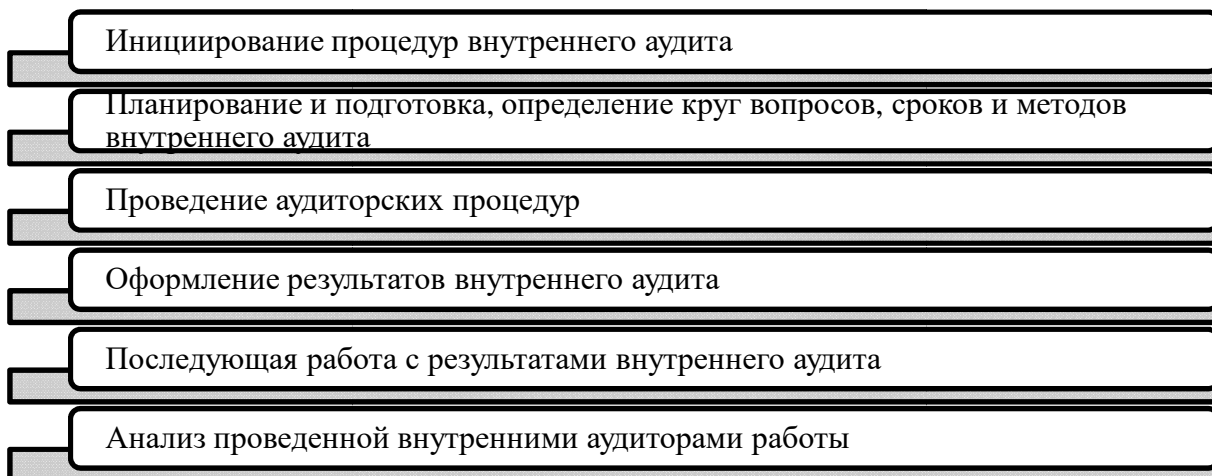 Инициирование процедур внутреннего аудита
Планирование и подготовка, определение круг вопросов, сроков и методов
внутреннего аудита
Проведение аудиторских процедур
Оформление результатов внутреннего аудита
Последующая работа с результатами внутреннего аудита
Анализ проведенной внутренними аудиторами работы